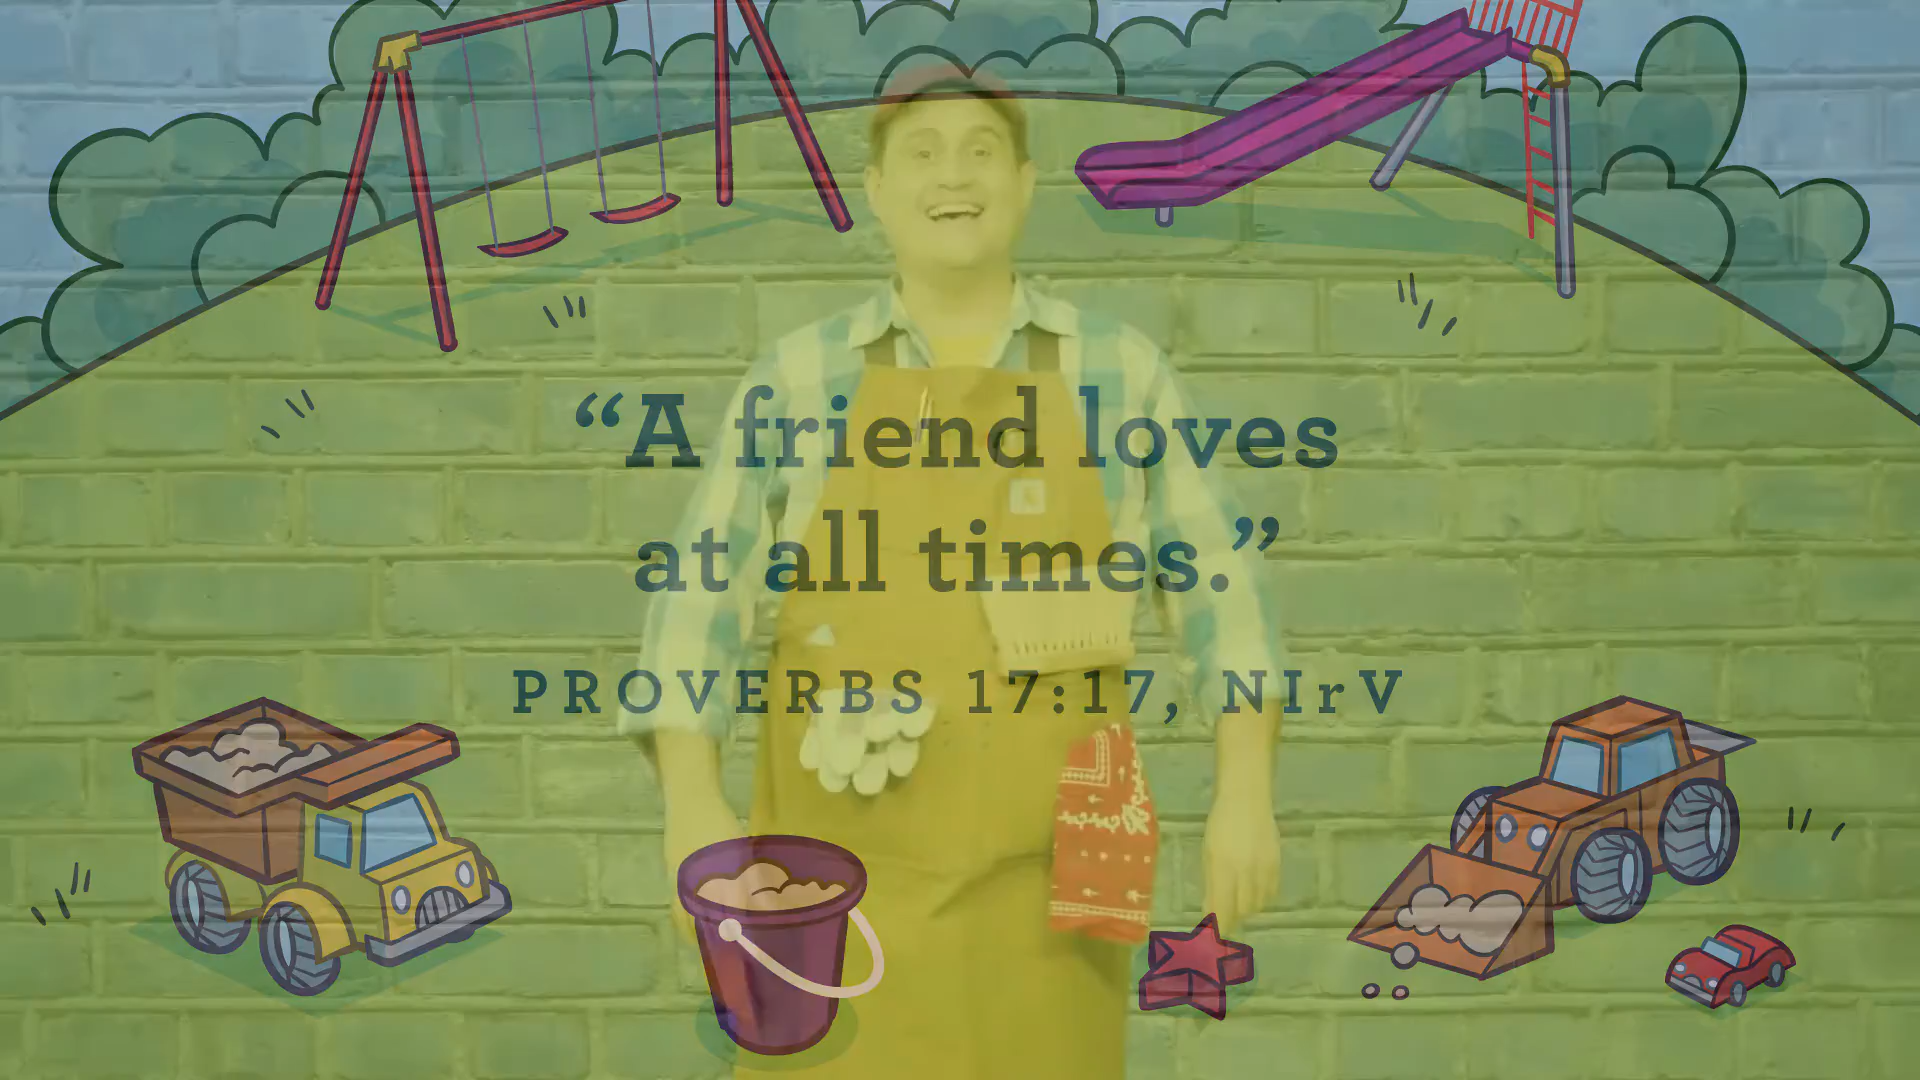 “A friend loves
at all times.”
PROVERBS 17:17, NIrV